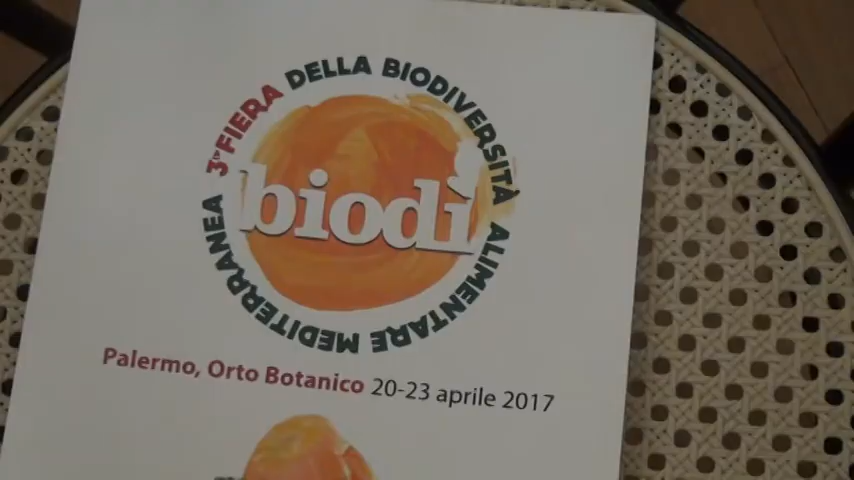 3ª FIERA DELLA BIODIVERSITÀ ALIMENTARE MEDITERRANEA
biodì
Palermo, Orto Botanico 20-23 aprile 2017